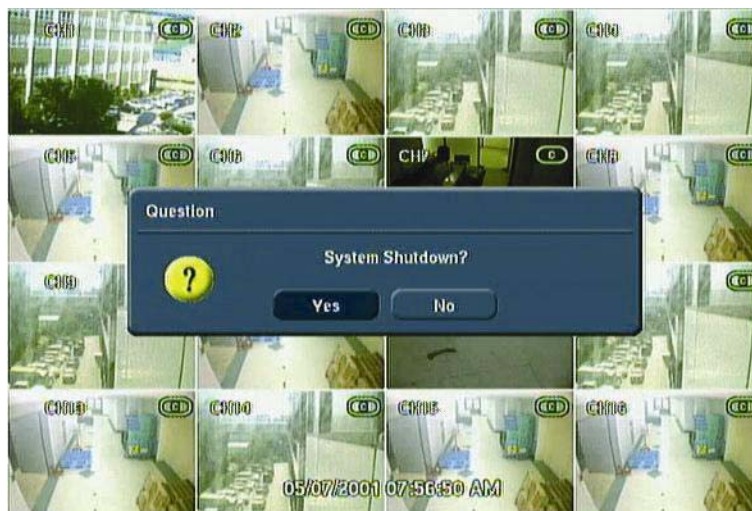 CH1 C CH2 C CH3 C CH4 C
CH5 C CH6 C CH7 C CH8 C
Question
System Shutdown?
?
Yes No
CH9 C
CH13 C CH14 C CH15 C CH16 C
05/07/2001 07:56:50 AM